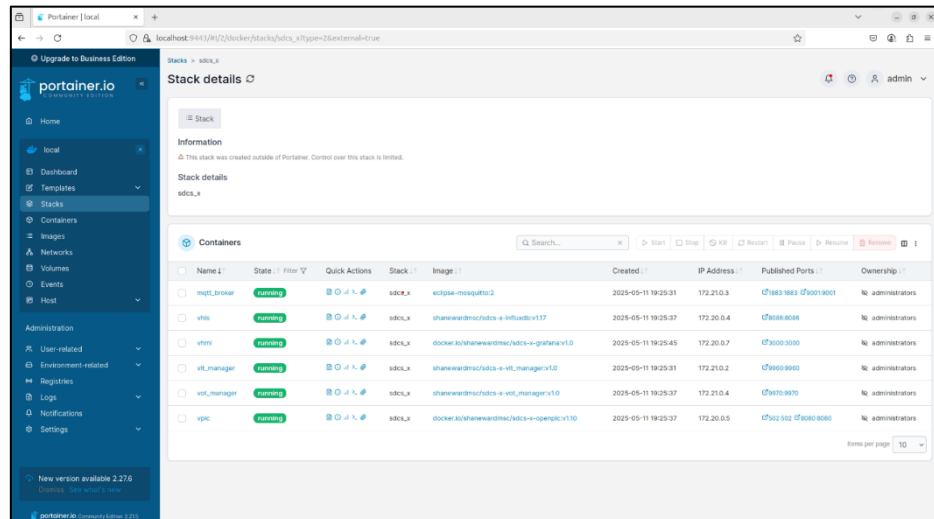 Portainer | local
localhost:9443/#!/2/docker/stacks/sdcs_x?type=2&external=true
Upgrade to Business Edition
portainer.io
COMMUNITY EDITION
Home
local
Dashboard
Templates
Stacks
Containers
Images
Networks
Volumes
Events
Host
Administration
User-related
Environment-related
Registries
Logs
Notifications
Settings
New version available 2.27.6
Dismiss See what's new
portainer.io Community Edition
Stacks > sdcs_x
Stack details
admin
Stack
Information
This stack was created outside of Portainer. Control over this stack is limited.
Stack details
sdcs_x
Containers Search... Start Stop Kill Restart Pause Resume Remove
Name State Filter Quick Actions Stack Image Created IP Address Published Ports Ownership
mqtt_broker running sdcs_x eclipse-mosquitto:2 2025-05-11 19:25:31 172.21.0.3 1883:1883 9001:9001 administrators
vhis running sdcs_x shanewardmsc/sdcs-x-influxdb:v1.17 2025-05-11 19:25:37 172.20.0.4 8086:8086 administrators
vhmi running sdcs_x docker.io/shanewardmsc/sdcs-x-grafana:v1.0 2025-05-11 19:25:45 172.20.0.7 3000:3000 administrators
vit_manager running sdcs_x shanewardmsc/sdcs-x-vit_manager:v1.0 2025-05-11 19:25:31 172.21.0.2 9960:9960 administrators
vot_manager running sdcs_x shanewardmsc/sdcs-x-vot_manager:v1.0 2025-05-11 19:25:37 172.21.0.4 9970:9970 administrators
vplc running sdcs_x docker.io/shanewardmsc/sdcs-x-openplc:v1.10 2025-05-11 19:25:37 172.20.0.5 502:502 8080:8080 administrators
Items per page 10